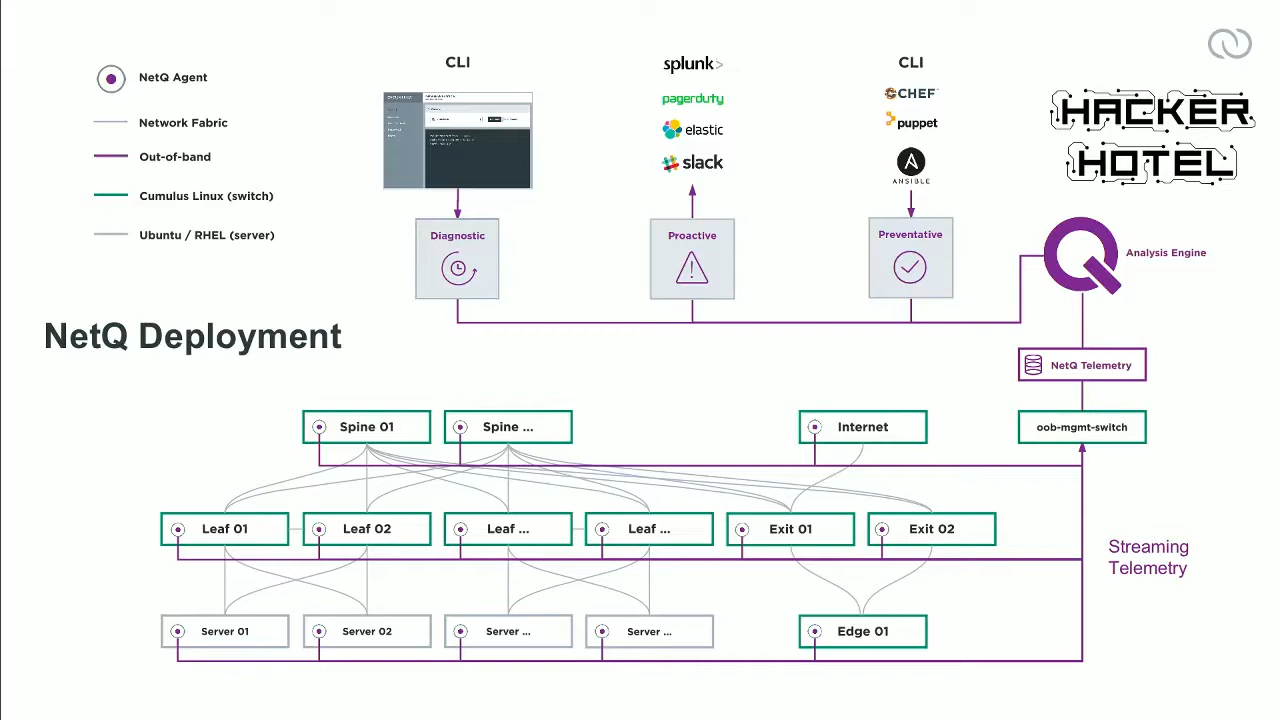 NetQ Agent
Network Fabric
Out-of-band
Cumulus Linux (switch)
Ubuntu / RHEL (server)
CLI
splunk>
pagerduty
elastic
slack
CLI
CHEF
puppet
ANSIBLE
HACKER
HOTEL
Diagnostic
Proactive
Preventative
Analysis Engine
NetQ Deployment
NetQ Telemetry
Spine 01
Spine ...
Internet
oob-mgmt-switch
Leaf 01
Leaf 02
Leaf ...
Leaf ...
Exit 01
Exit 02
Streaming
Telemetry
Server 01
Server 02
Server ...
Server ...
Edge 01